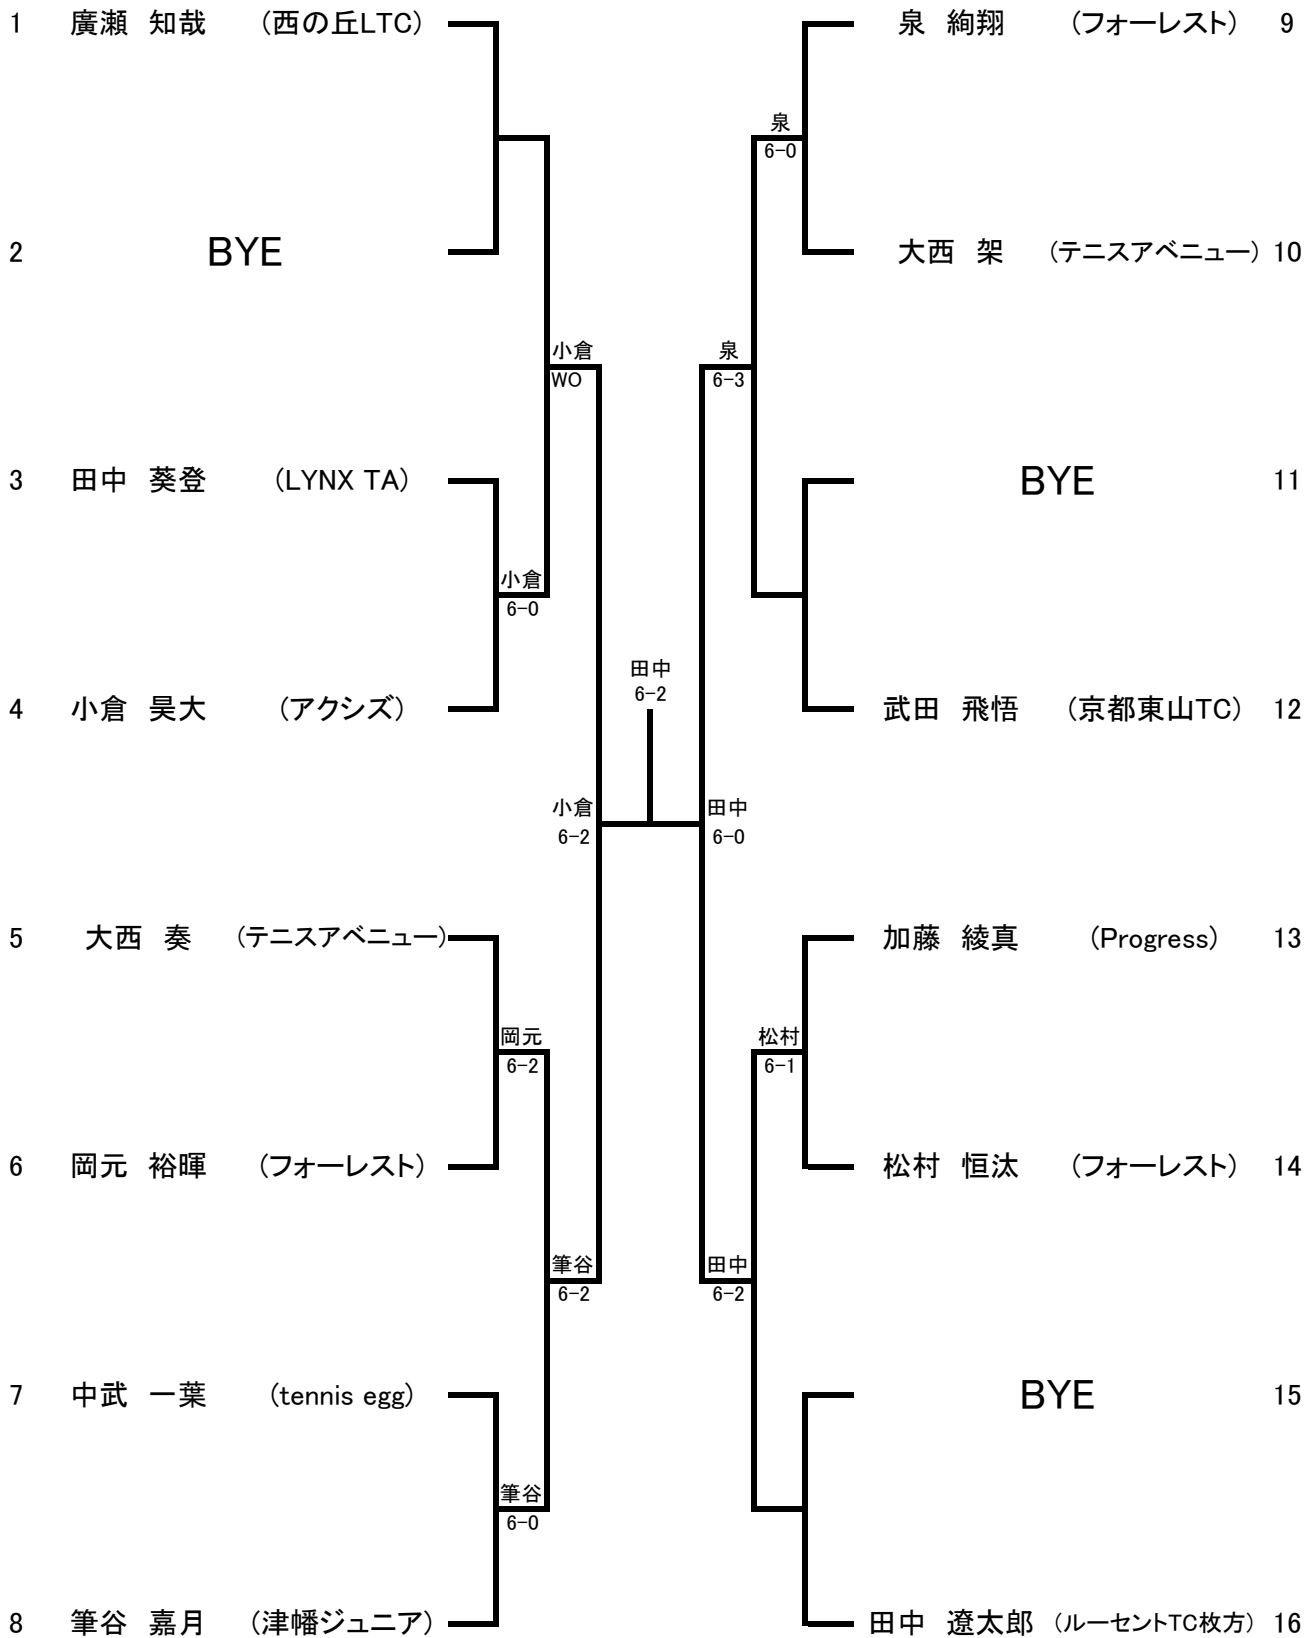 1 廣瀬 知哉 (西の丘LTC)
2 BYE
小倉
WO
3 田中 葵登 (LYNX TA)
小倉
6-0
4 小倉 昊大 (アクシズ)
小倉
6-2
5 大西 奏 (テニスアベニュー)
岡元
6-2
6 岡元 裕暉 (フォーレスト)
筆谷
6-2
7 中武 一葉 (tennis egg)
筆谷
6-0
8 筆谷 嘉月 (津幡ジュニア)
田中
6-2
泉 絢翔 (フォーレスト) 9
泉
6-0
大西 架 (テニスアベニュー) 10
泉
6-3
BYE 11
武田 飛悟 (京都東山TC) 12
田中
6-0
加藤 綾真 (Progress) 13
松村
6-1
松村 恒汰 (フォーレスト) 14
田中
6-2
BYE 15
田中 遼太郎 (ルーセントTC枚方) 16